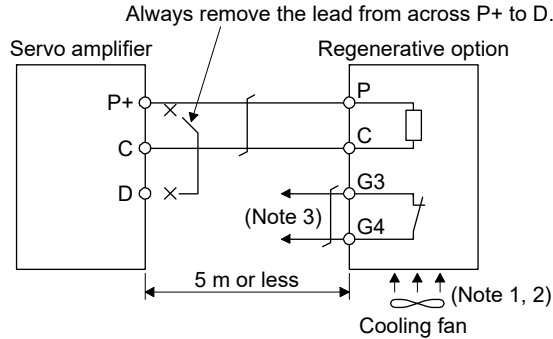 Always remove the lead from across P+ to D.
Servo amplifier
Regenerative option
P+
P
C
C
D
G3
(Note 3)
G4
5 m or less
(Note 1, 2)
Cooling fan